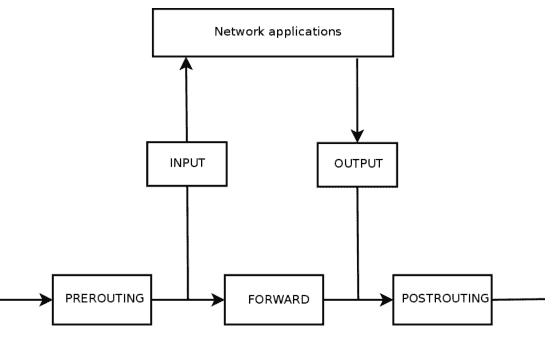 Network applications
INPUT
OUTPUT
PREROUTING
FORWARD
POSTROUTING